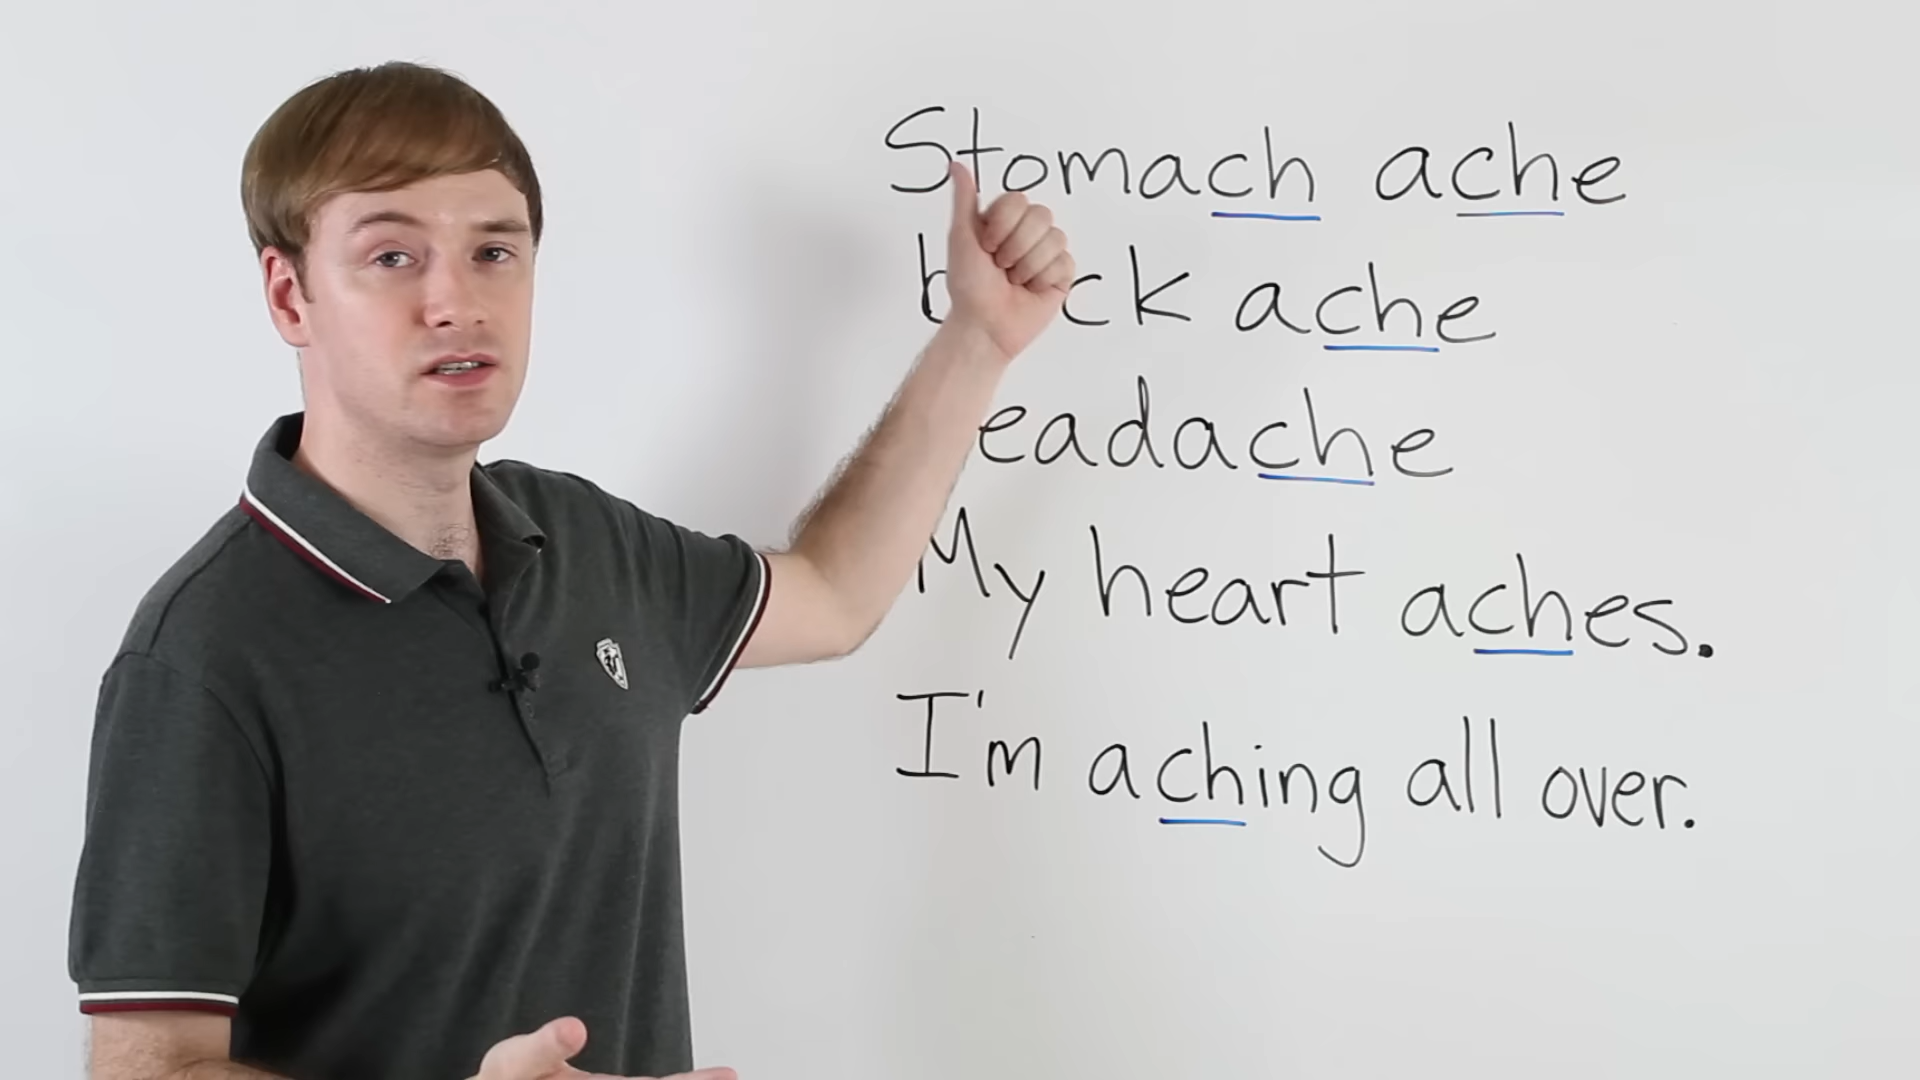 Stomach ache
ache
My heart aches.
I'm aching all over.